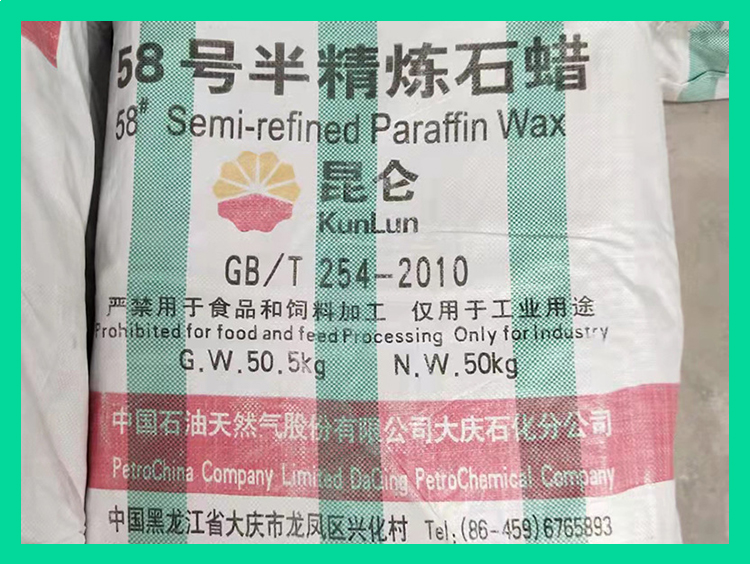 58号半精炼石蜡
58# Semi-refined Paraffin Wax
昆仑
KunLun
GB/T 254-2010
严禁用于食品和饲料加工 仅用于工业用途
Prohibited for food and feed Processing Only for Industry
G.W.50.5kg N.W.50kg
中国石油天然气股份有限公司大庆石化分公司
PetroChina Company Limited DaQing PetroChemical Company
中国黑龙江省大庆市龙凤区兴化村 Tel:(86-459)6765893